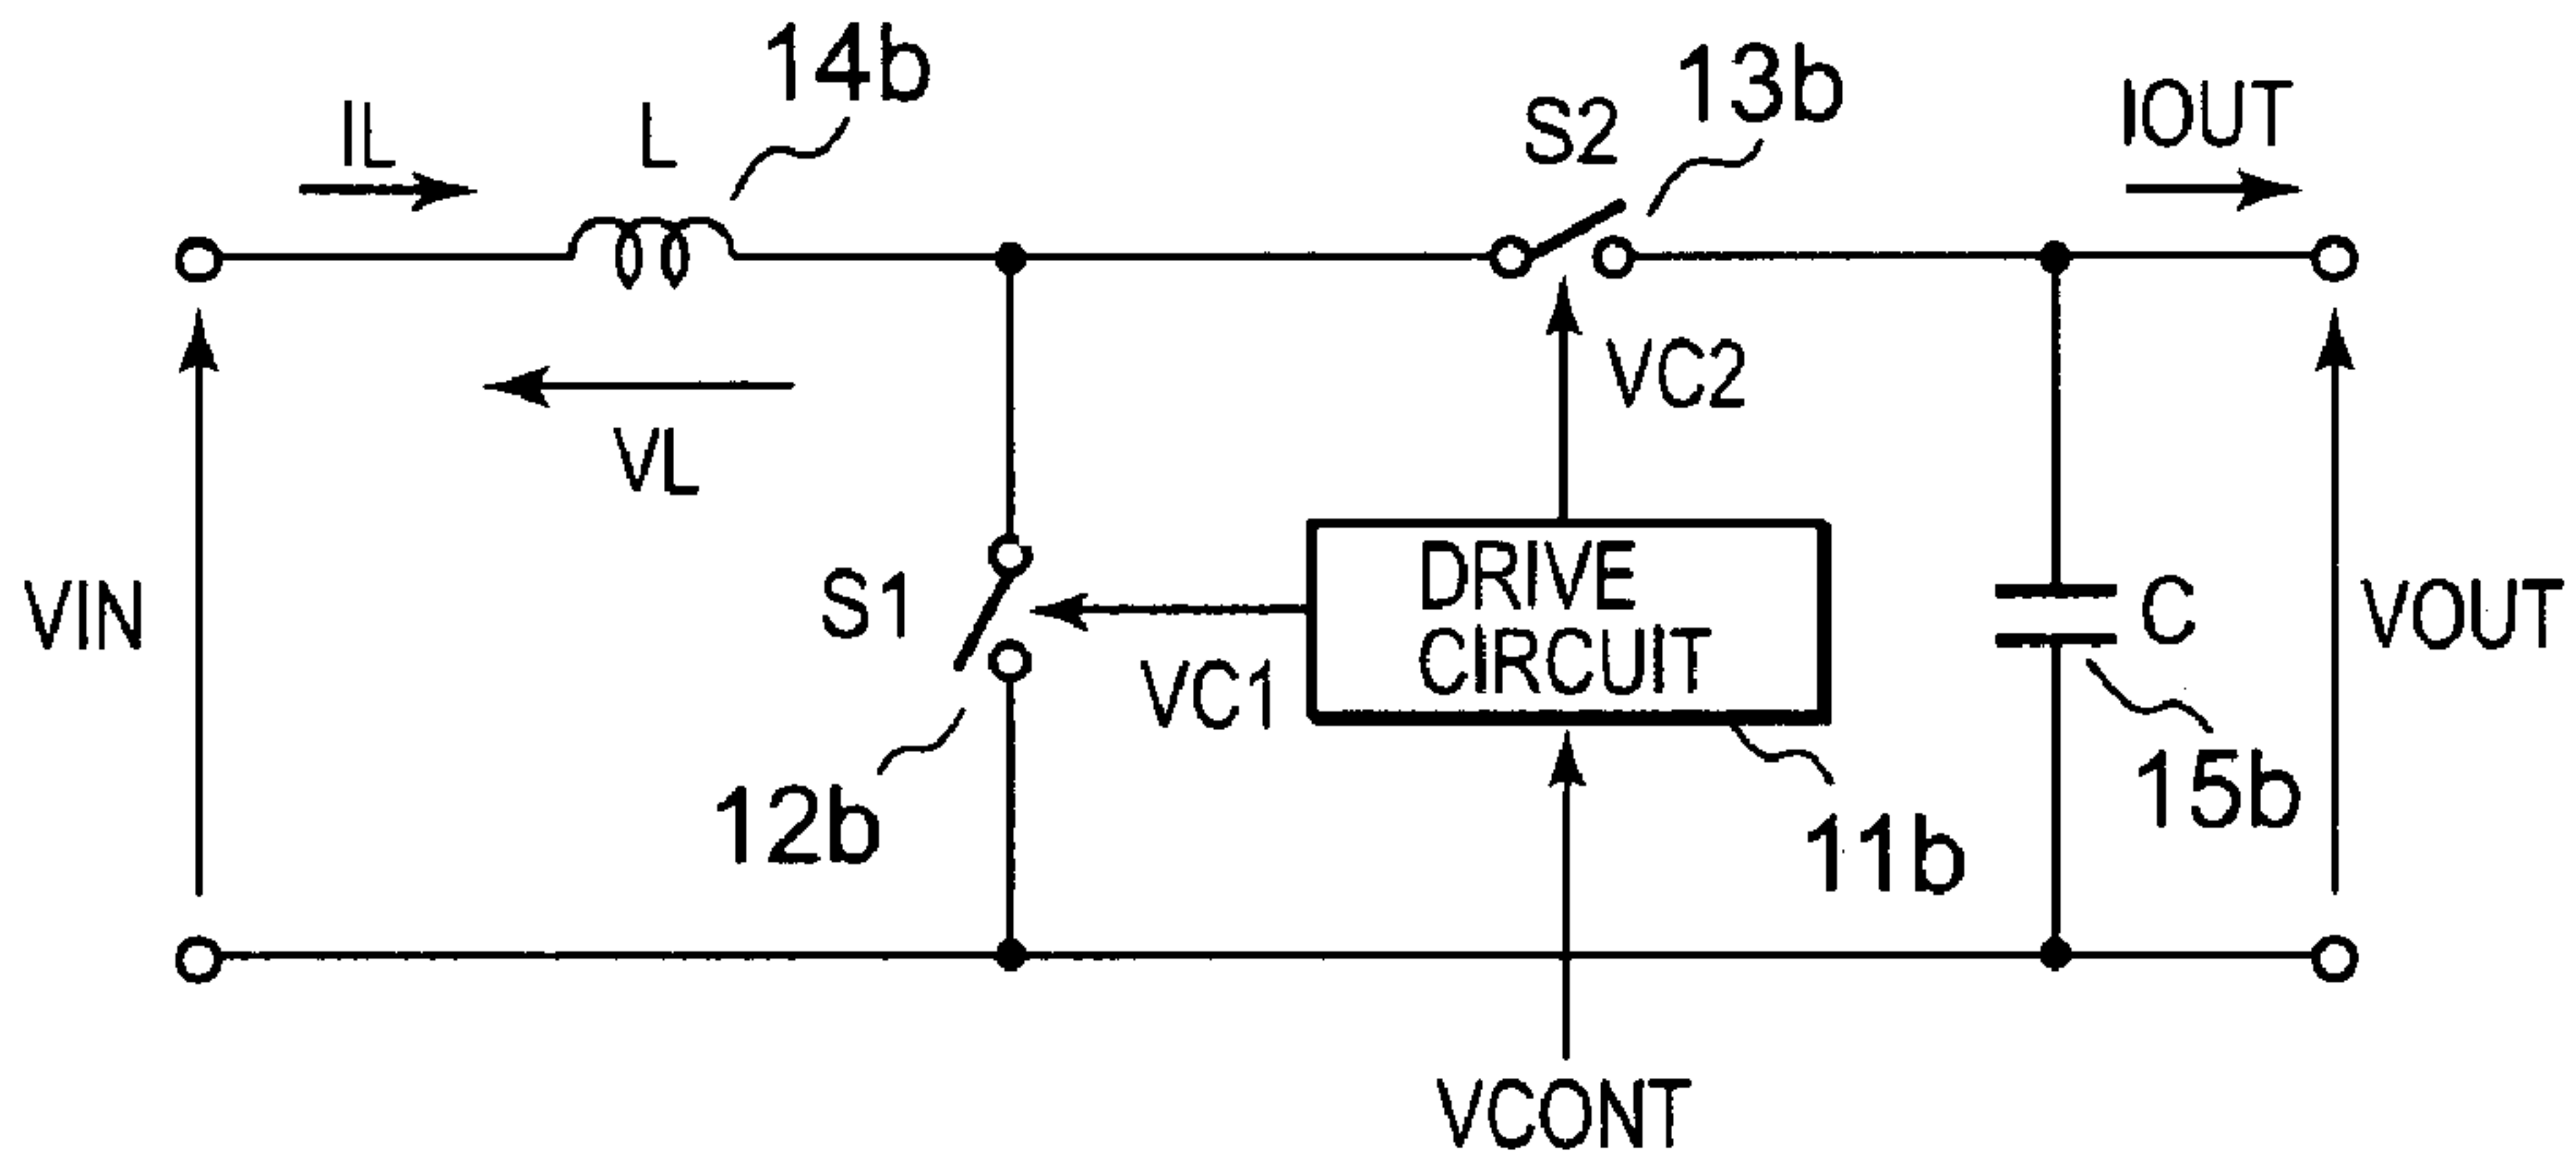 14b
13b
IL
L
S2
IOUT
VC2
VL
VIN
S1
DRIVE
CIRCUIT
C
VOUT
VC1
12b
15b
11b
VCONT